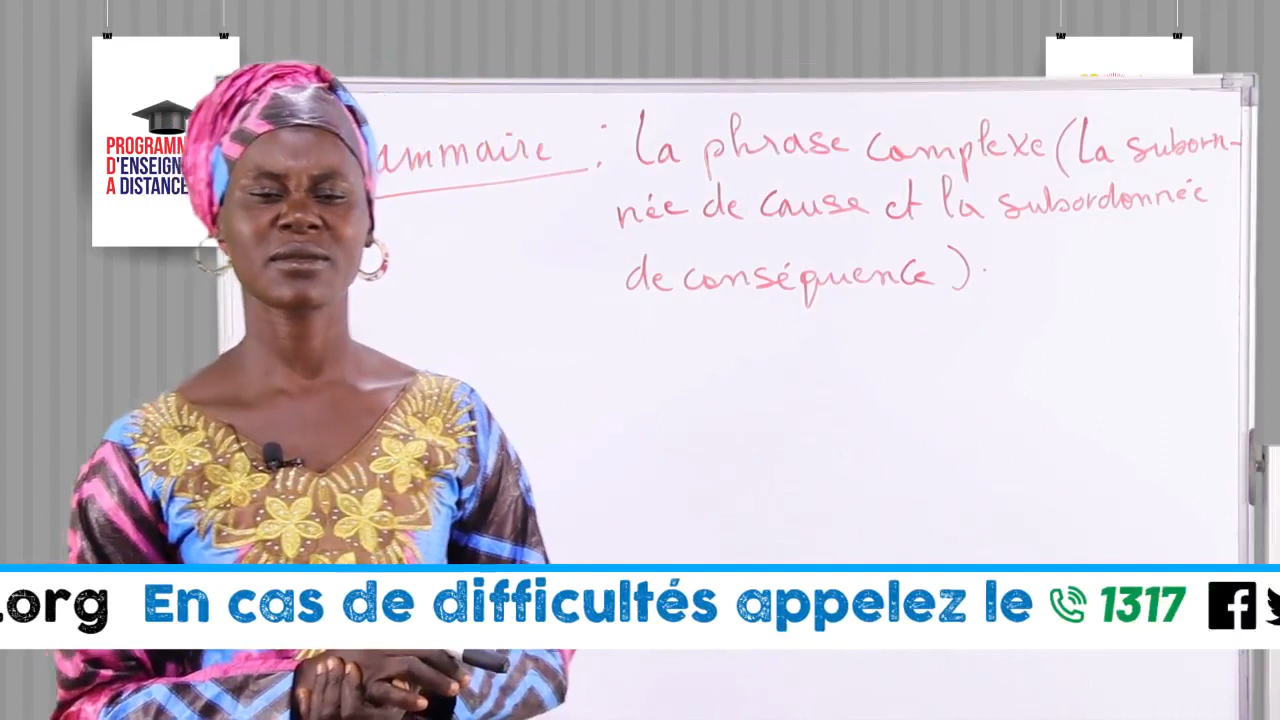 PROGRAMM
D'ENSEIGN
A DISTANCE
ammaire : La phrase complexe (La suborn-
née de cause et la subordonnée
de conséquence).
.org En cas de difficultés appelez le 1317